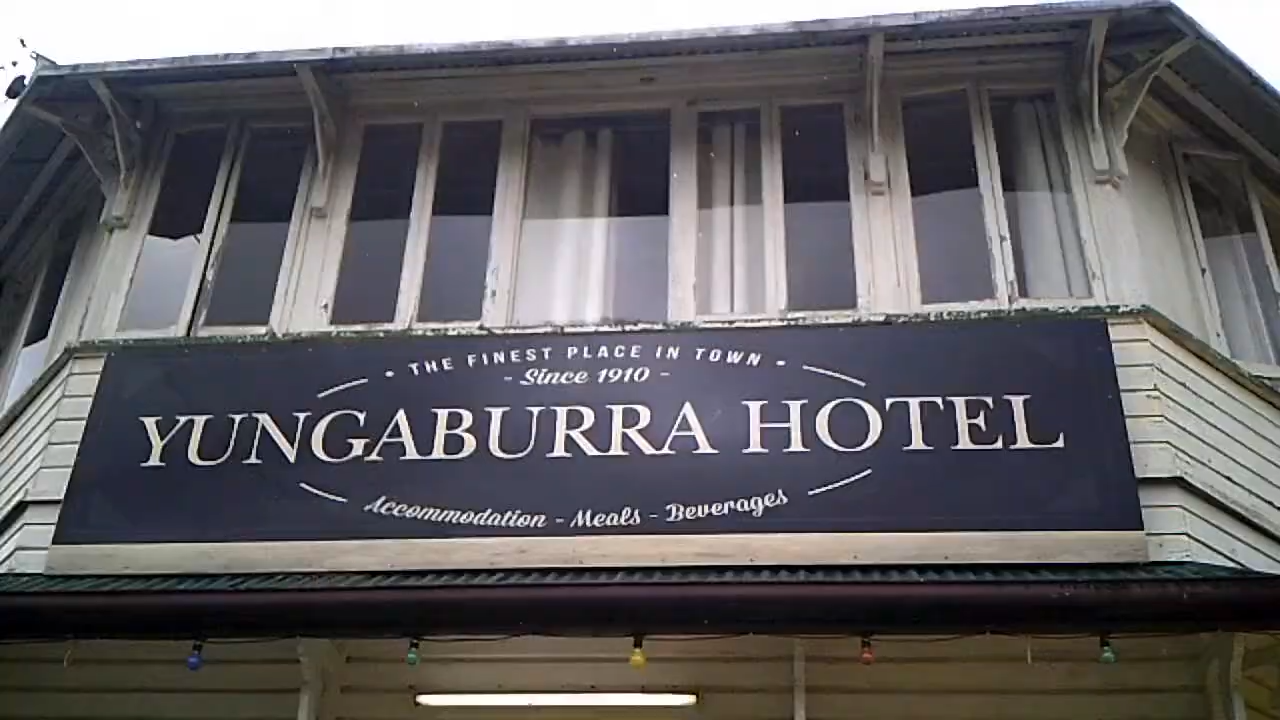 • THE FINEST PLACE IN TOWN •
- Since 1910 -
YUNGABURRA HOTEL
Accommodation - Meals - Beverages